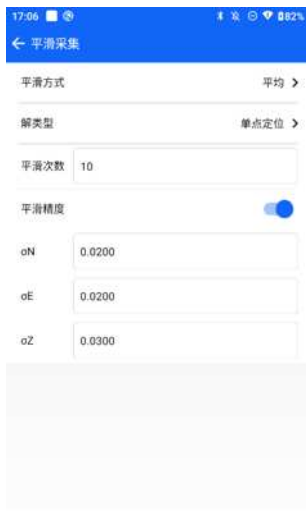 17:06 82%
平滑采集
平滑方式 平均
解类型 单点定位
平滑次数 10
平滑精度
σN 0.0200
σE 0.0200
σZ 0.0300